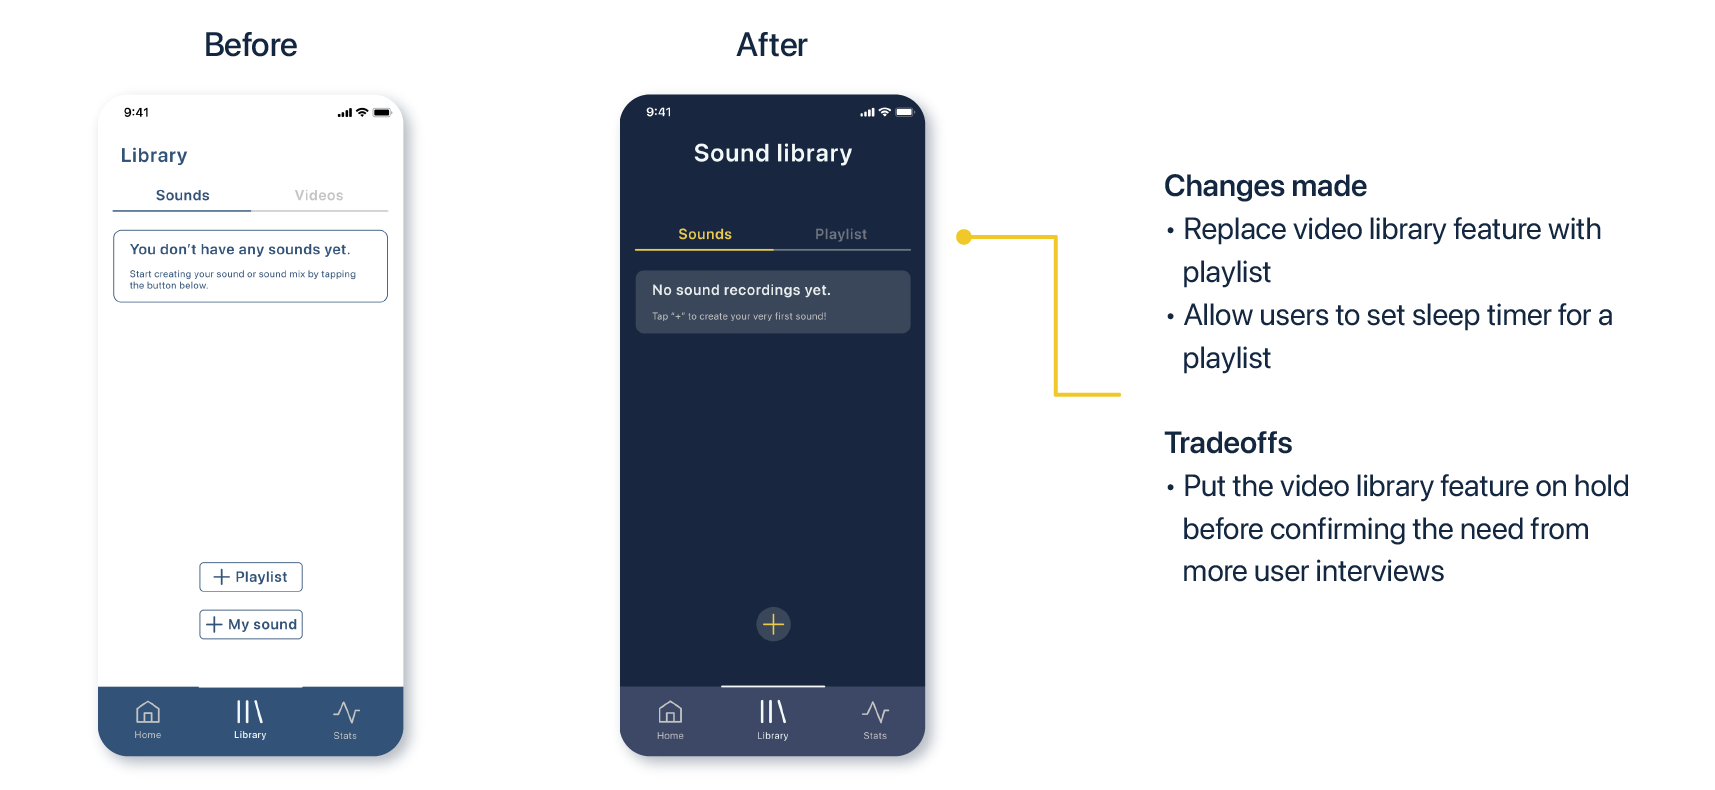 Before
9:41
Library
Sounds Videos
You don't have any sounds yet.
Start creating your sound or sound mix by tapping
the button below.
+ Playlist
+ My sound
Home Library Stats
After
9:41
Sound library
Sounds Playlist
No sound recordings yet.
Tap "+" to create your very first sound!
+
Home Library Stats
Changes made
• Replace video library feature with
playlist
• Allow users to set sleep timer for a
playlist
Tradeoffs
• Put the video library feature on hold
before confirming the need from
more user interviews